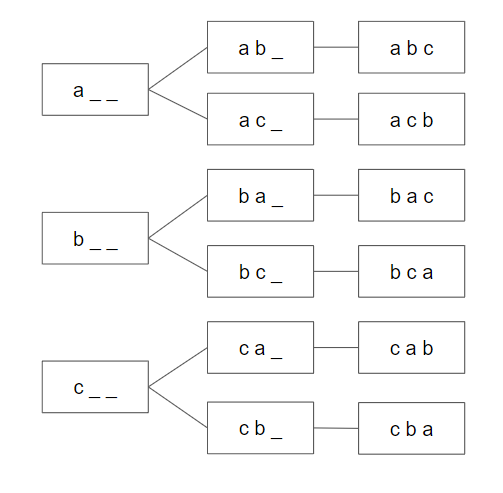 a _ _
a b _
a b c
a c _
a c b
b _ _
b a _
b a c
b c _
b c a
c _ _
c a _
c a b
c b _
c b a